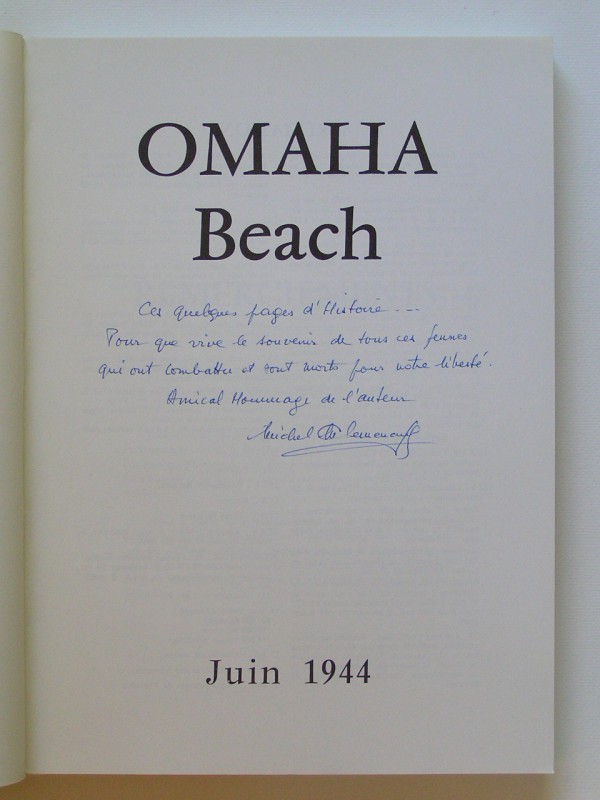 OMAHA
Beach
Ces quelques pages d'Histoire...
Pour que vive le souvenir de tous ces jeunes
qui ont combattu et sont morts pour notre liberté.
Amical Hommage de l'auteur
Michel
Juin 1944